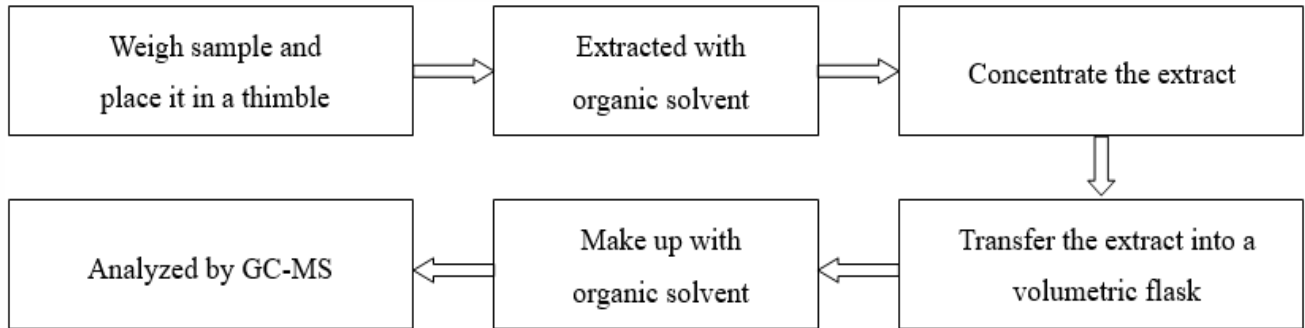 Weigh sample and
place it in a thimble
Extracted with
organic solvent
Concentrate the extract
Transfer the extract into a
volumetric flask
Make up with
organic solvent
Analyzed by GC-MS